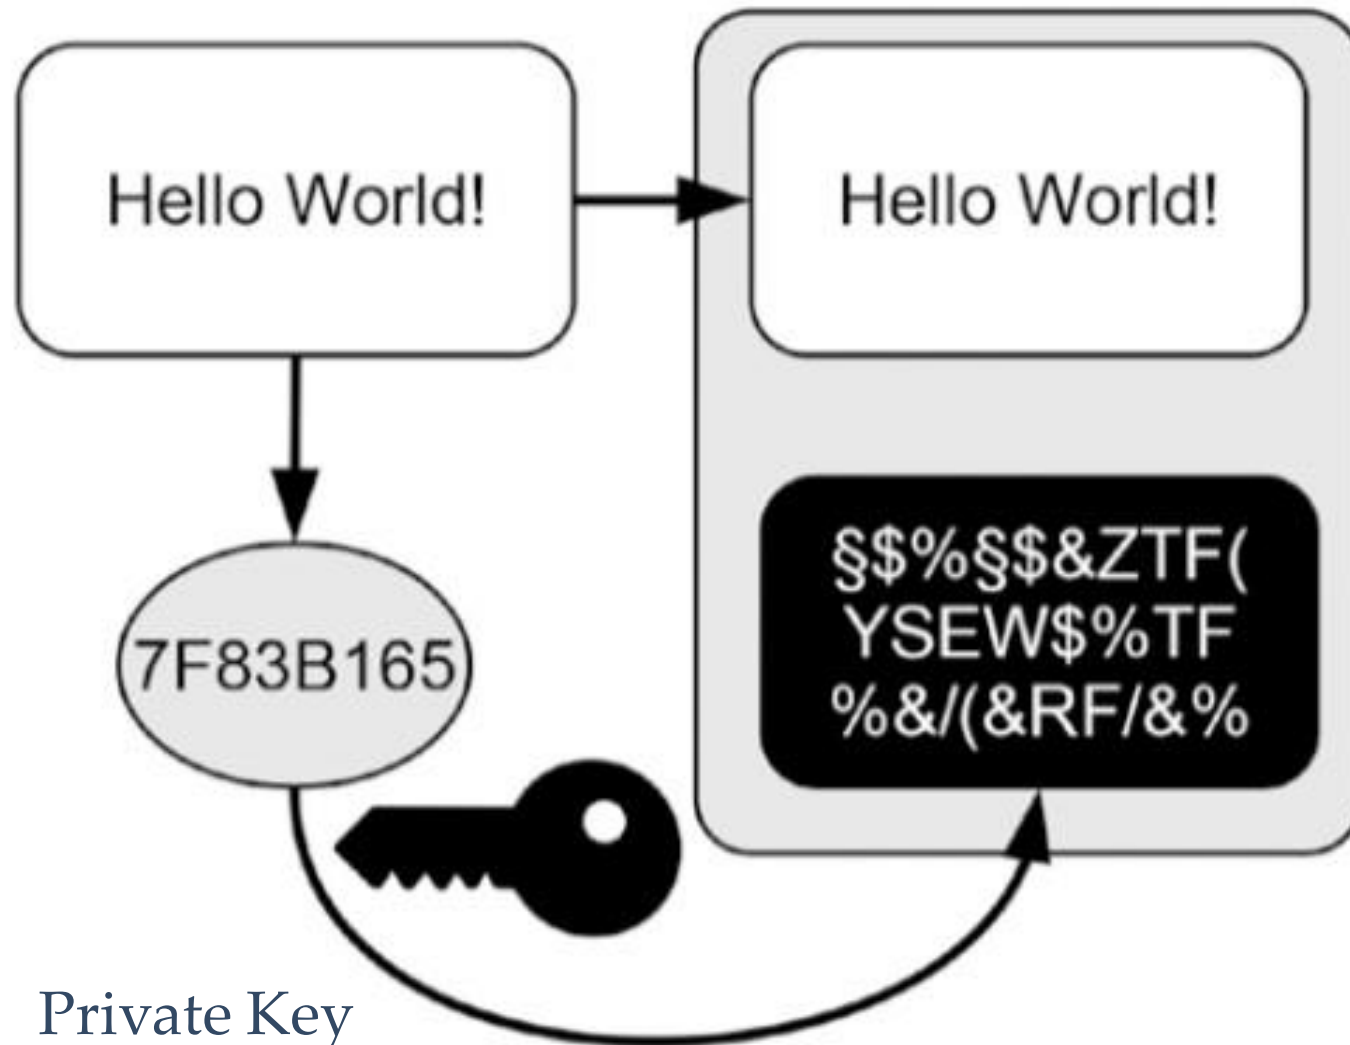 Hello World!
Hello World!
7F83B165
§$%§$&ZTF(
YSEW$%TF
%&/(&RF/&%
Private Key